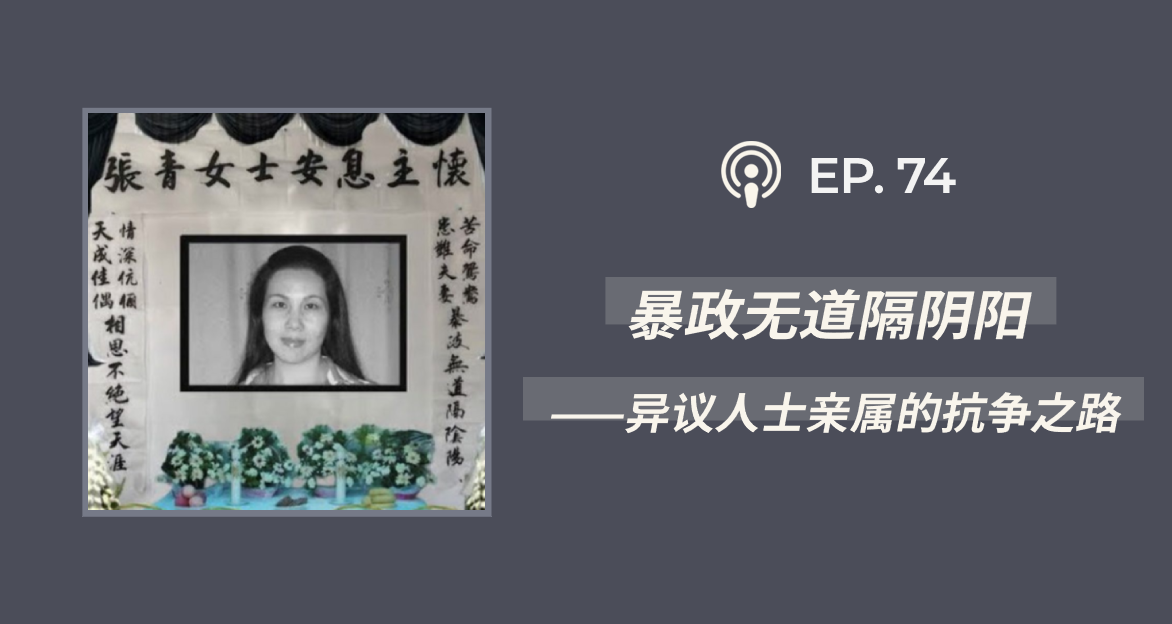 張青女士安息主懷
苦命鴛鴦
患難夫妻
暴政無道隔陰陽
情深伉儷
天成佳偶
相思不絕望天涯
EP. 74
暴政无道隔阴阳
——异议人士亲属的抗争之路